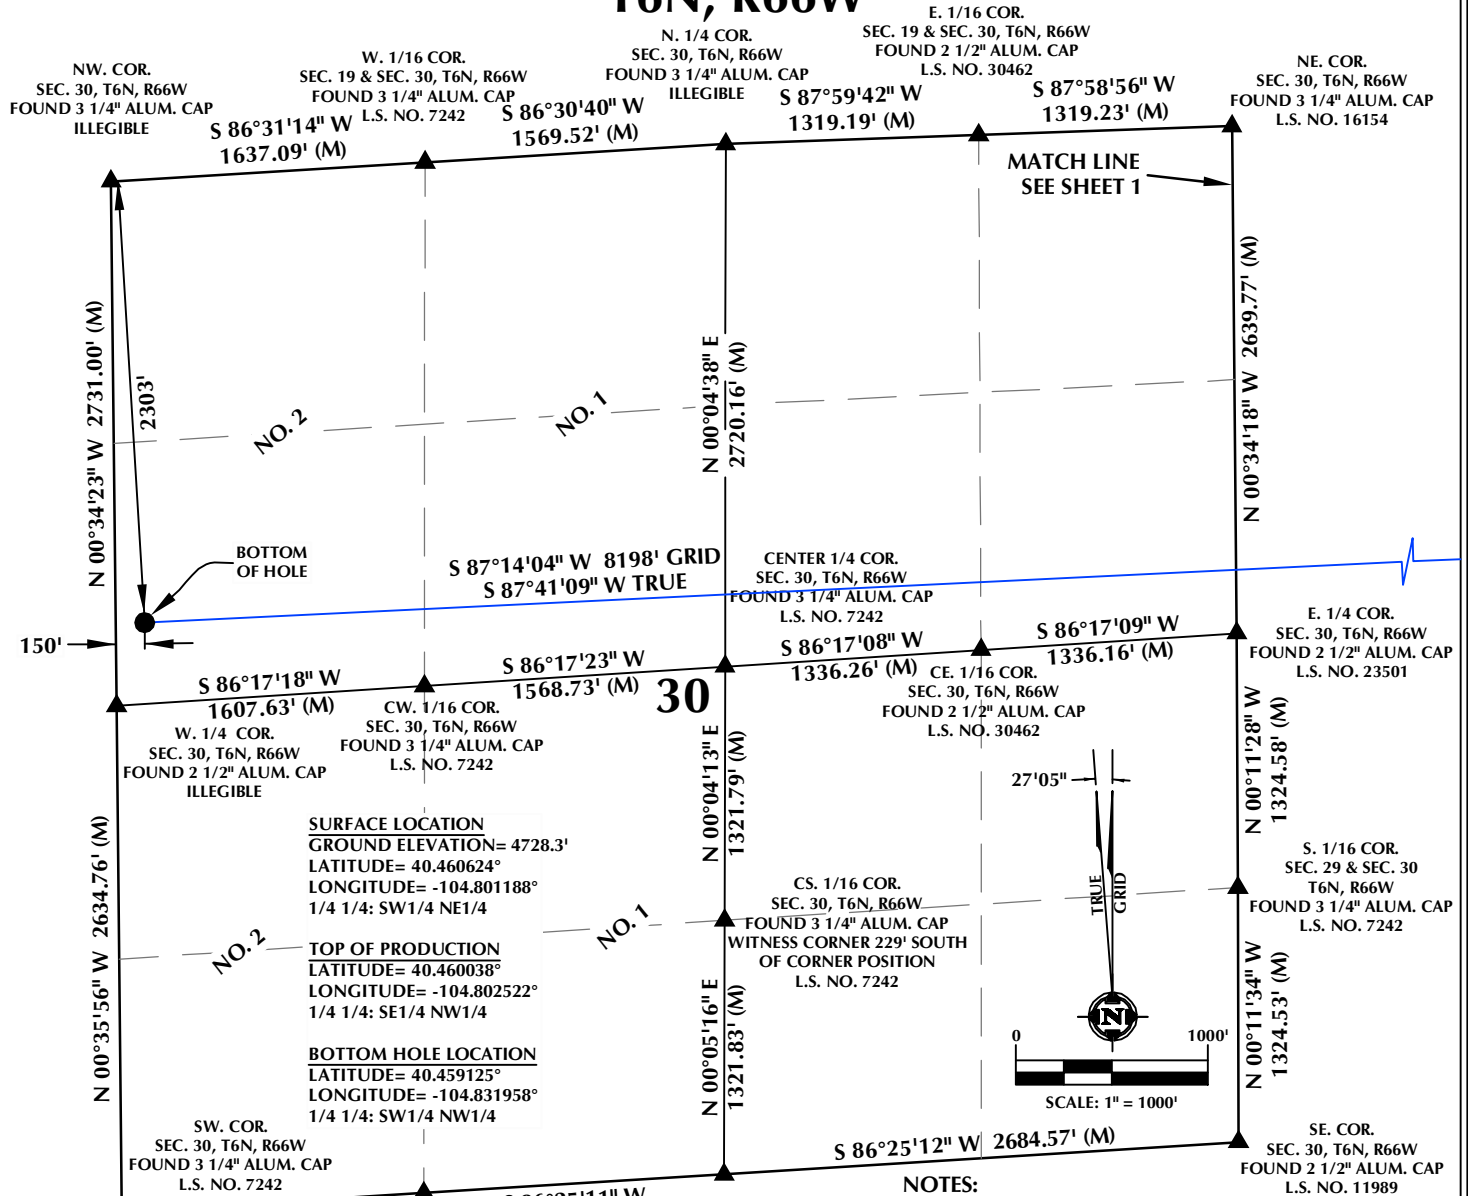 T6N, R66W
NW. COR.
SEC. 30, T6N, R66W
FOUND 3 1/4" ALUM. CAP
ILLEGIBLE
W. 1/16 COR.
SEC. 19 & SEC. 30, T6N, R66W
FOUND 3 1/4" ALUM. CAP
L.S. NO. 7242
N. 1/4 COR.
SEC. 30, T6N, R66W
FOUND 3 1/4" ALUM. CAP
ILLEGIBLE
E. 1/16 COR.
SEC. 19 & SEC. 30, T6N, R66W
FOUND 2 1/2" ALUM. CAP
L.S. NO. 30462
NE. COR.
SEC. 30, T6N, R66W
FOUND 3 1/4" ALUM. CAP
L.S. NO. 16154
S 86°31'14" W
1637.09' (M)
S 86°30'40" W
1569.52' (M)
S 87°59'42" W
1319.19' (M)
S 87°58'56" W
1319.23' (M)
MATCH LINE
SEE SHEET 1
N 00°34'23" W 2731.00' (M)
2303'
NO. 2
NO. 1
N 00°04'38" E
2720.16' (M)
N 00°34'18" W 2639.77' (M)
BOTTOM
OF HOLE
S 87°14'04" W 8198' GRID
S 87°41'09" W TRUE
CENTER 1/4 COR.
SEC. 30, T6N, R66W
FOUND 3 1/4" ALUM. CAP
L.S. NO. 7242
150'
S 86°17'18" W
1607.63' (M)
S 86°17'23" W
1568.73' (M)
30
S 86°17'08" W
1336.26' (M)
S 86°17'09" W
1336.16' (M)
E. 1/4 COR.
SEC. 30, T6N, R66W
FOUND 2 1/2" ALUM. CAP
L.S. NO. 23501
W. 1/4 COR.
SEC. 30, T6N, R66W
FOUND 2 1/2" ALUM. CAP
ILLEGIBLE
CW. 1/16 COR.
SEC. 30, T6N, R66W
FOUND 3 1/4" ALUM. CAP
L.S. NO. 7242
CE. 1/16 COR.
SEC. 30, T6N, R66W
FOUND 2 1/2" ALUM. CAP
L.S. NO. 30462
N 00°35'56" W 2634.76' (M)
N 00°04'13" E
1321.79' (M)
27'05"
TRUE
GRID
N 00°11'28" W
1324.58' (M)
SURFACE LOCATION
GROUND ELEVATION= 4728.3'
LATITUDE= 40.460624°
LONGITUDE= -104.801188°
1/4 1/4: SW1/4 NE1/4
TOP OF PRODUCTION
LATITUDE= 40.460038°
LONGITUDE= -104.802522°
1/4 1/4: SE1/4 NW1/4
BOTTOM HOLE LOCATION
LATITUDE= 40.459125°
LONGITUDE= -104.831958°
1/4 1/4: SW1/4 NW1/4
NO. 2
NO. 1
CS. 1/16 COR.
SEC. 30, T6N, R66W
FOUND 3 1/4" ALUM. CAP
WITNESS CORNER 229' SOUTH
OF CORNER POSITION
L.S. NO. 7242
S. 1/16 COR.
SEC. 29 & SEC. 30
T6N, R66W
FOUND 3 1/4" ALUM. CAP
L.S. NO. 7242
N 00°05'16" E
1321.83' (M)
N
0 1000'
SCALE: 1" = 1000'
N 00°11'34" W
1324.53' (M)
SW. COR.
SEC. 30, T6N, R66W
FOUND 3 1/4" ALUM. CAP
L.S. NO. 7242
S 86°25'12" W 2684.57' (M)
SE. COR.
SEC. 30, T6N, R66W
FOUND 2 1/2" ALUM. CAP
L.S. NO. 11989
S 86°25'11" W
NOTES: